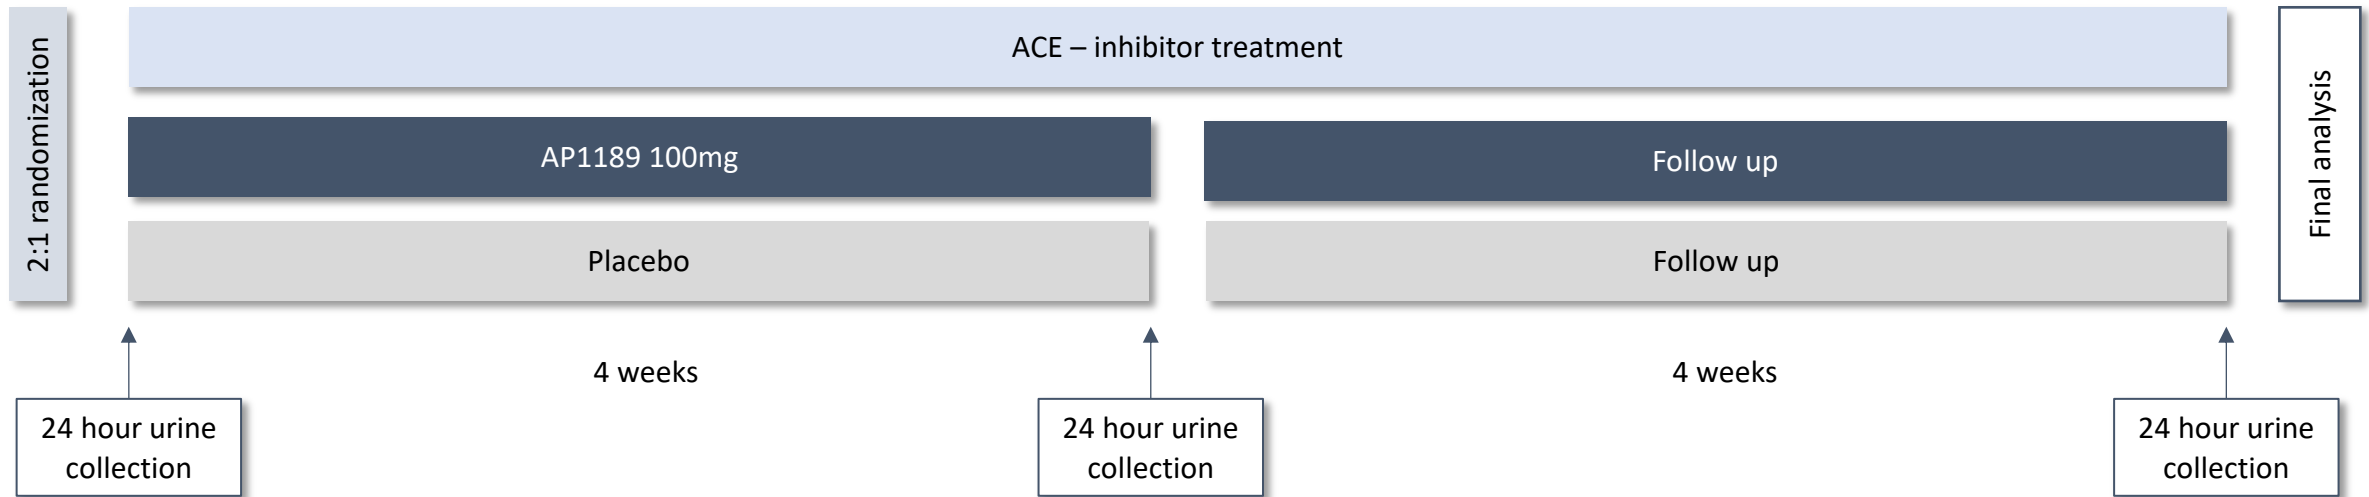 2:1 randomization
ACE – inhibitor treatment
AP1189 100mg
Follow up
Placebo
Follow up
Final analysis
4 weeks
4 weeks
24 hour urine
collection
24 hour urine
collection
24 hour urine
collection